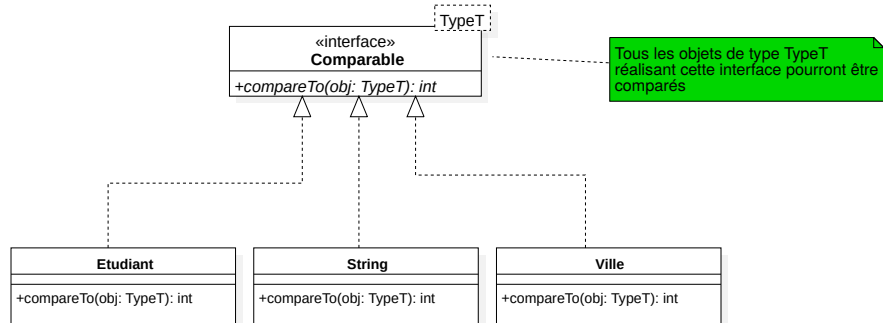 TypeT
«interface»
Comparable
+compareTo(obj: TypeT): int
Tous les objets de type TypeT
réalisant cette interface pourront être
comparés
Etudiant
+compareTo(obj: TypeT): int
String
+compareTo(obj: TypeT): int
Ville
+compareTo(obj: TypeT): int